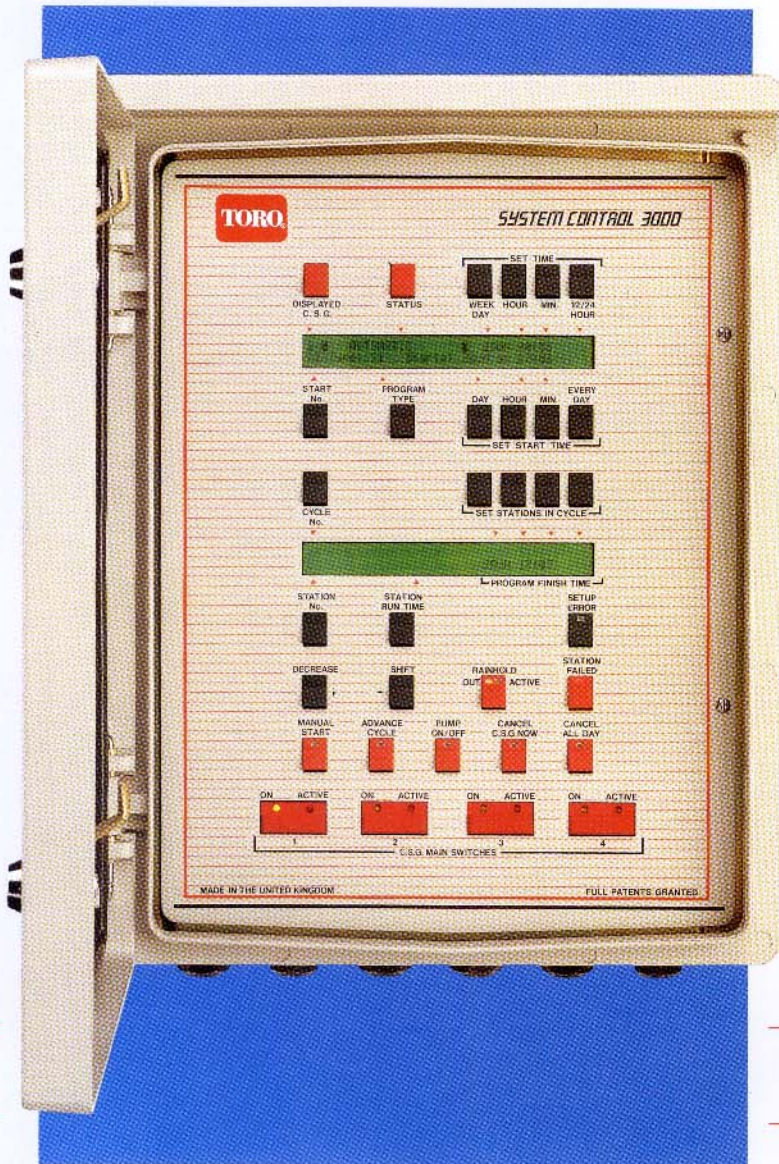 TORO
SYSTEM CONTROL 3000
SET TIME
DISPLAYED
C. S. G.
STATUS
WEEK
DAY
HOUR
MIN.
12/24
HOUR
AUTOMATIC
START
No.
PROGRAM
TYPE
DAY
HOUR
MIN
EVERY
DAY
SET START TIME
CYCLE
No.
SET STATIONS IN CYCLE
PROGRAM FINISH TIME
STATION
No.
STATION
RUN TIME
SETUP
ERROR
DECREASE
SHIFT
RAINHOLD
OUT ACTIVE
STATION
FAILED
MANUAL
START
ADVANCE
CYCLE
PUMP
ON/OFF
CANCEL
C.S.G. NOW
CANCEL
ALL DAY
ON ACTIVE
ON ACTIVE
ON ACTIVE
ON ACTIVE
1 2 3 4
C.S.G. MAIN SWITCHES
MADE IN THE UNITED KINGDOM
FULL PATENTS GRANTED